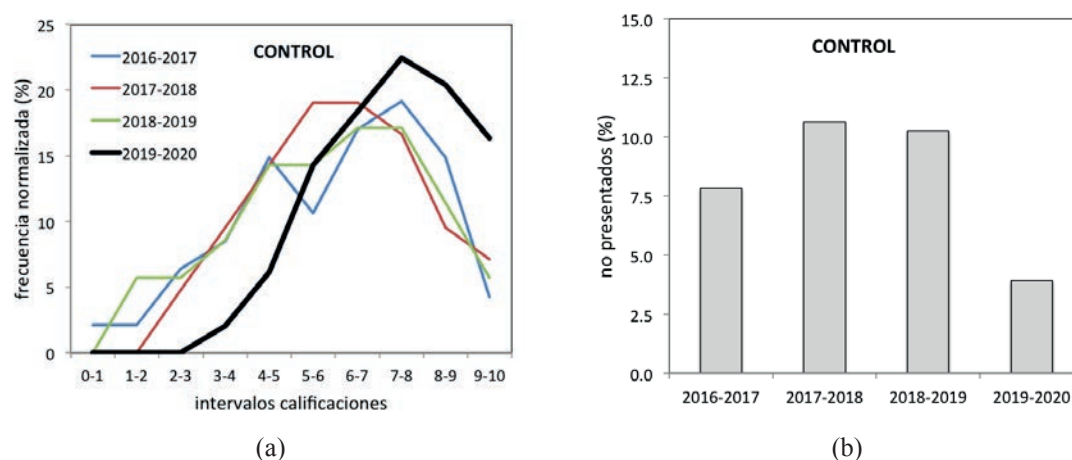 CONTROL
2016-2017
2017-2018
2018-2019
2019-2020
frecuencia normalizada (%)
25
20
15
10
5
0
0-1 1-2 2-3 3-4 4-5 5-6 6-7 7-8 8-9 9-10
intervalos calificaciones
(a)
CONTROL
no presentados (%)
15.0
12.5
10.0
7.5
5.0
2.5
0.0
2016-2017 2017-2018 2018-2019 2019-2020
(b)